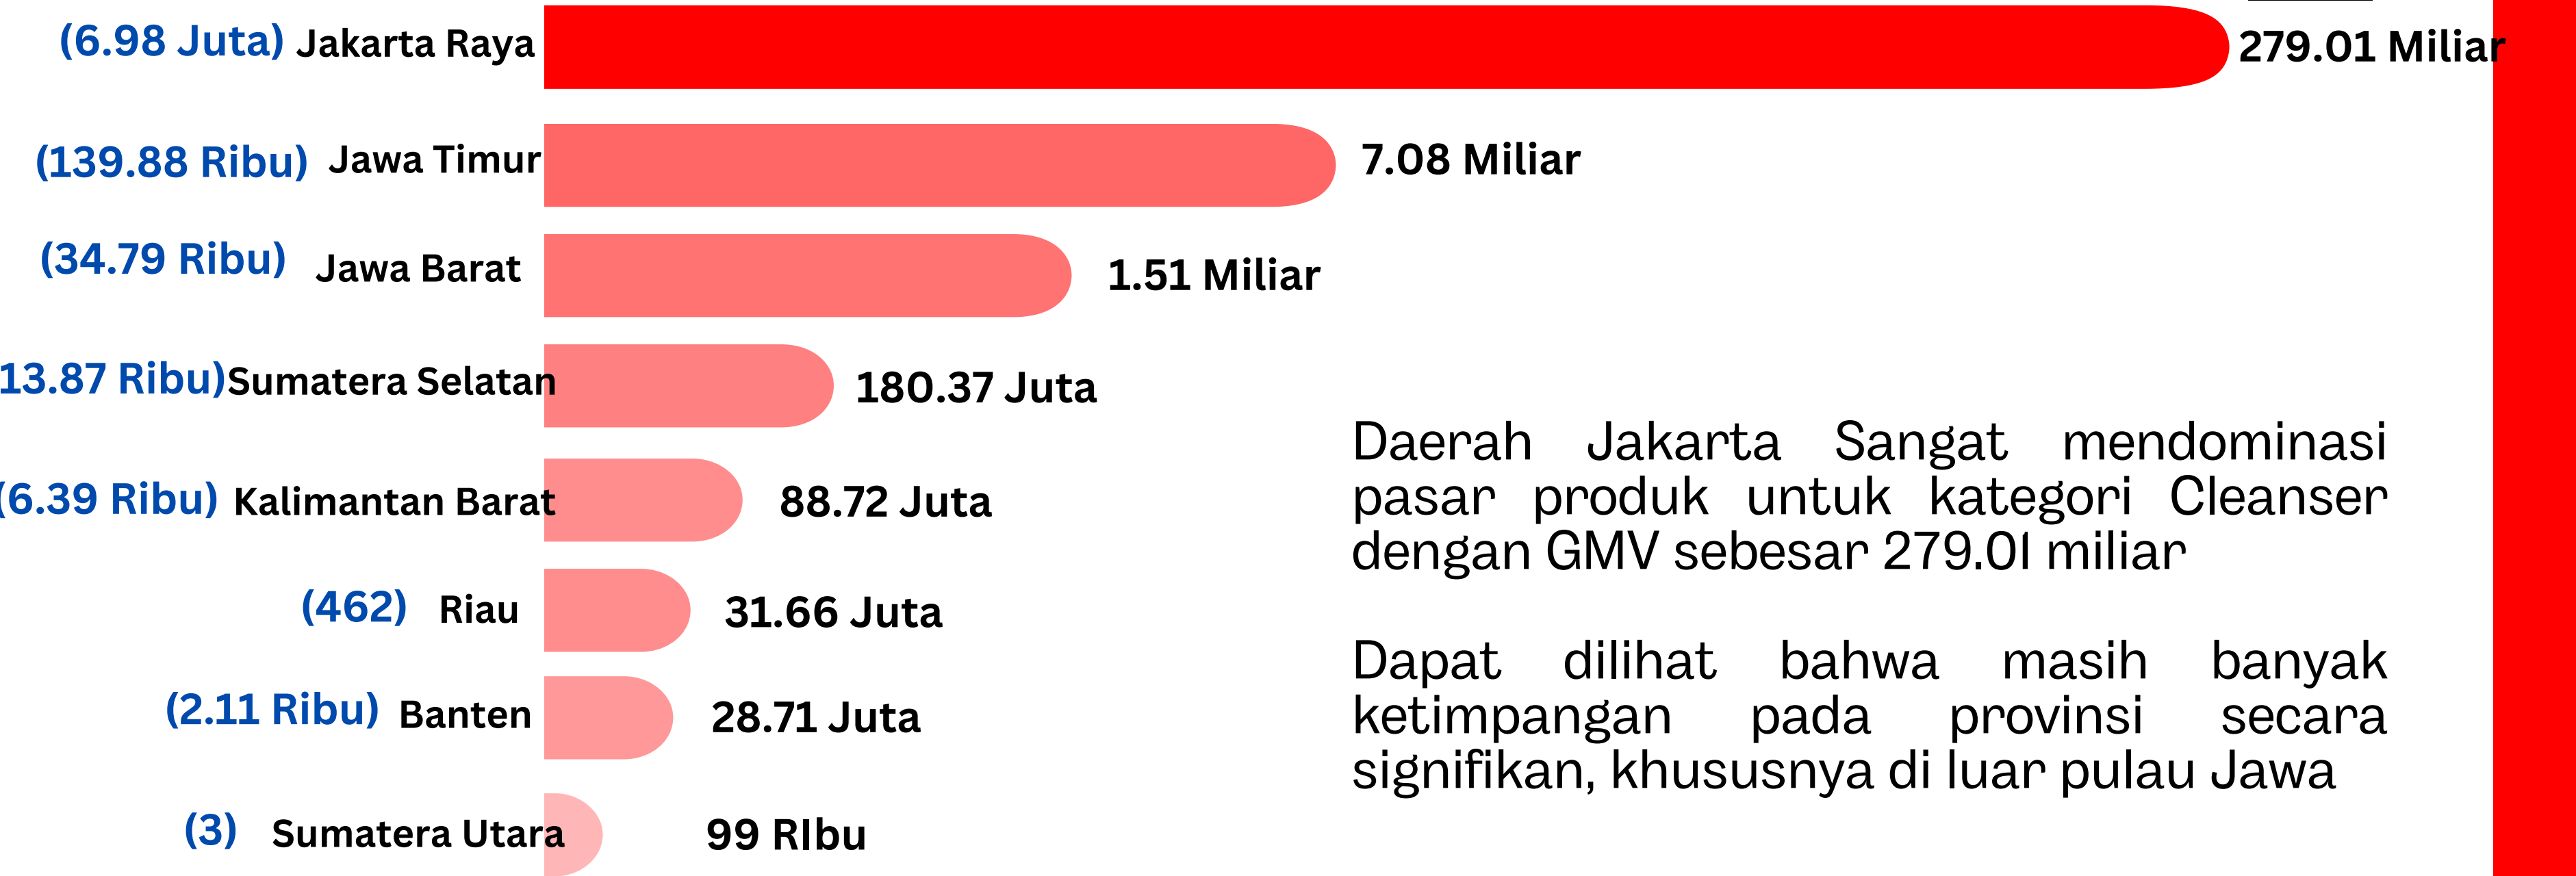 (6.98 Juta) Jakarta Raya 279.01 Miliar
(139.88 Ribu) Jawa Timur 7.08 Miliar
(34.79 Ribu) Jawa Barat 1.51 Miliar
13.87 Ribu) Sumatera Selatan 180.37 Juta
(6.39 Ribu) Kalimantan Barat 88.72 Juta
(462) Riau 31.66 Juta
(2.11 Ribu) Banten 28.71 Juta
(3) Sumatera Utara 99 RIbu
Daerah Jakarta Sangat mendominasi
pasar produk untuk kategori Cleanser
dengan GMV sebesar 279.01 miliar
Dapat dilihat bahwa masih banyak
ketimpangan pada provinsi secara
signifikan, khususnya di luar pulau Jawa